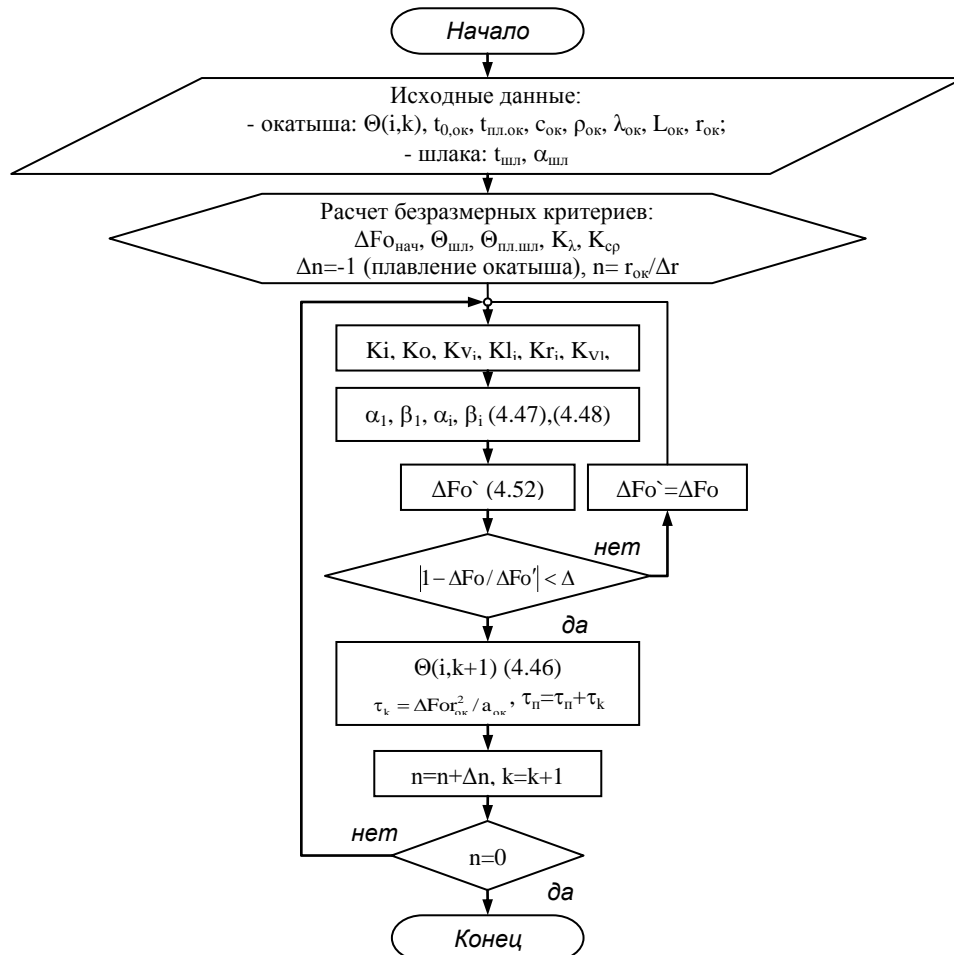 Начало
Исходные данные:
- окатыша: Θ(i,k), t₀,ок, tпл.ок, cок, ρок, λок, Lок, rок;
- шлака: tшл, αшл
Расчет безразмерных критериев:
ΔFoнач, Θшл, Θпл.шл, Kλ, Kcρ
Δn=-1 (плавление окатыша), n= rок/Δr
Ki, Ko, Kvi, Kli, Kri, KVl,
α₁, β₁, αi, βi (4.47),(4.48)
ΔFo` (4.52)
ΔFo`=ΔFo
нет
|1−ΔFo/ΔFo′| < Δ
да
Θ(i,k+1) (4.46)
τk = ΔFor²ок/aок, τп=τп+τk
n=n+Δn, k=k+1
нет
n=0
да
Конец